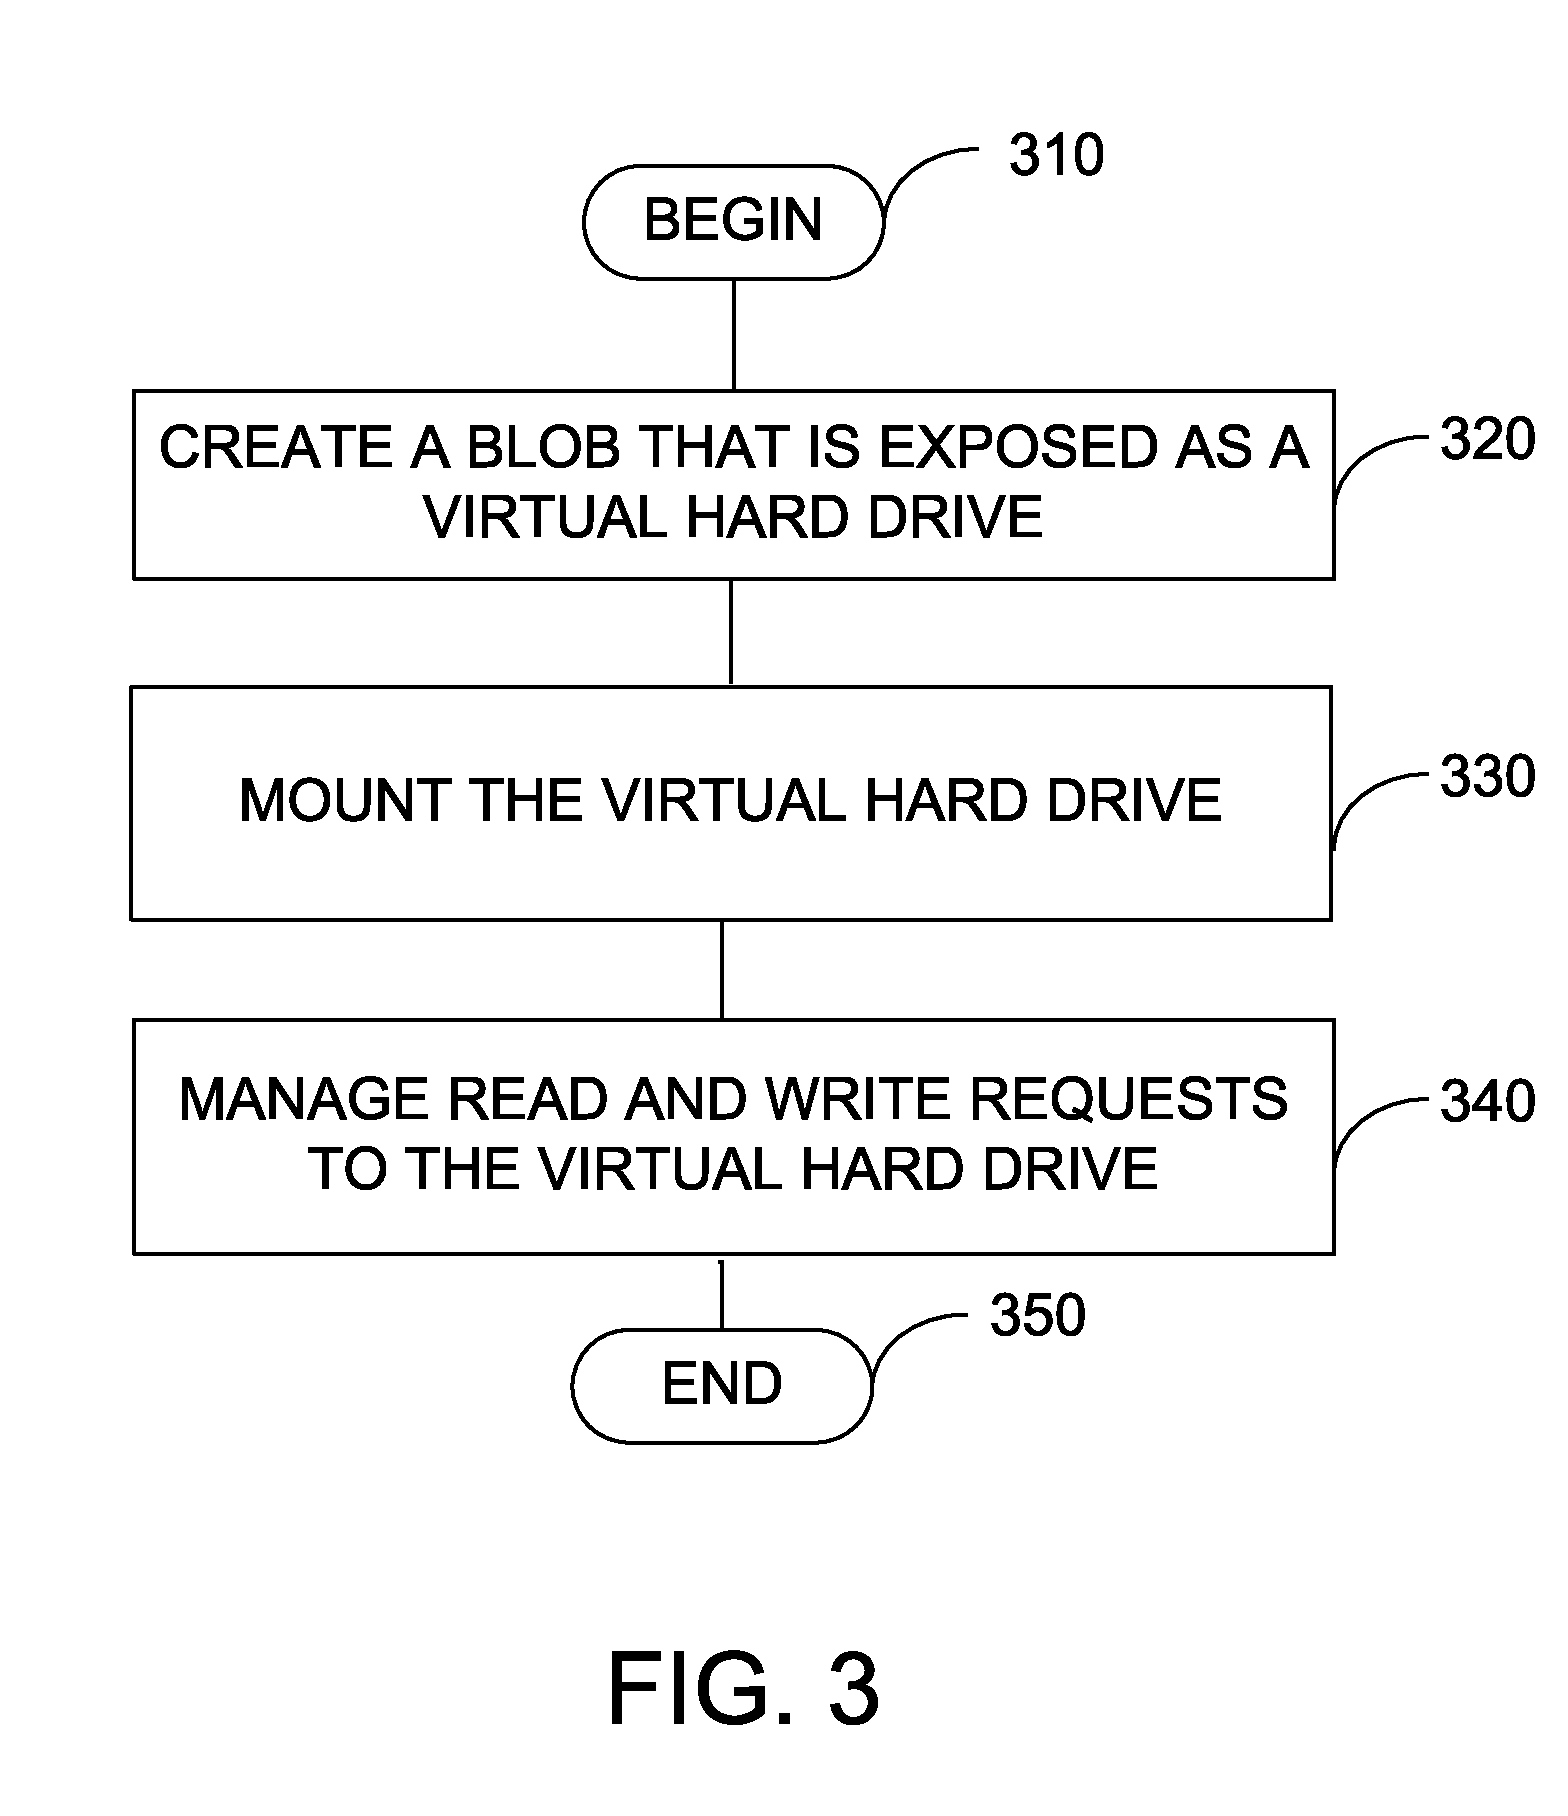 310
BEGIN
320
CREATE A BLOB THAT IS EXPOSED AS A
VIRTUAL HARD DRIVE
330
MOUNT THE VIRTUAL HARD DRIVE
340
MANAGE READ AND WRITE REQUESTS
TO THE VIRTUAL HARD DRIVE
350
END
FIG. 3